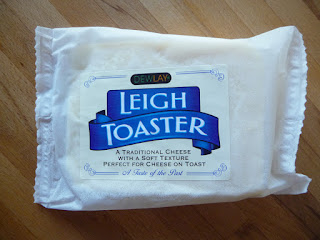 DEWLAY
LEIGH
TOASTER
A TRADITIONAL CHEESE
WITH A SOFT TEXTURE
PERFECT FOR CHEESE ON TOAST
A Taste of the Past